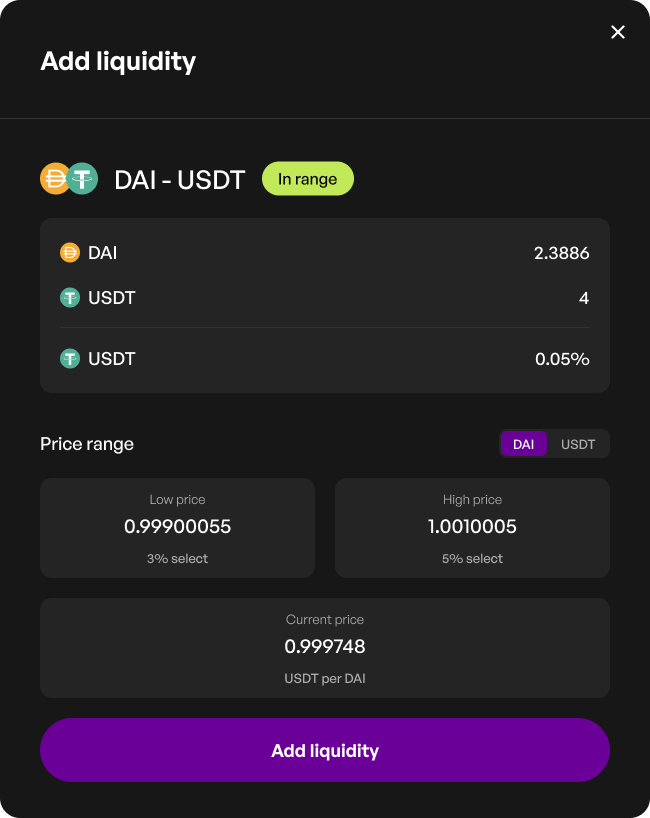 Add liquidity
DAI - USDT In range
DAI 2.3886
USDT 4
USDT 0.05%
Price range DAI USDT
Low price High price
0.99900055 1.0010005
3% select 5% select
Current price
0.999748
USDT per DAI
Add liquidity